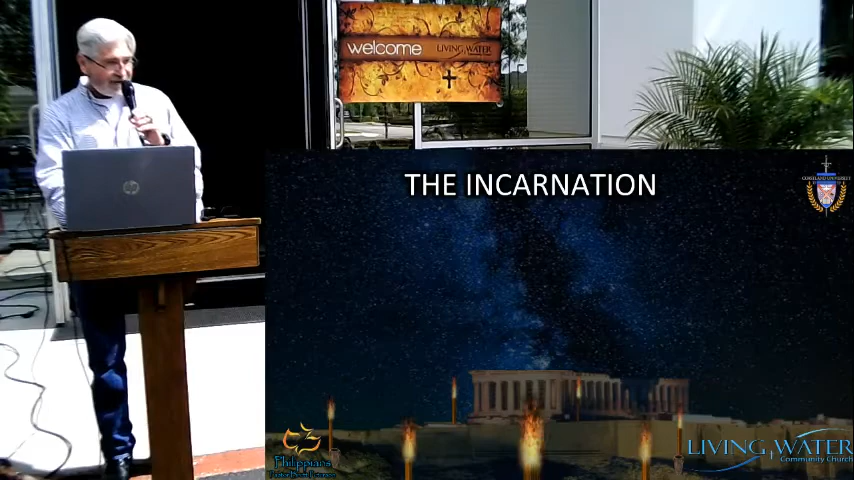 welcome
LIVING WATER
THE INCARNATION
hp
Philippians
LIVING WATER
Community Church